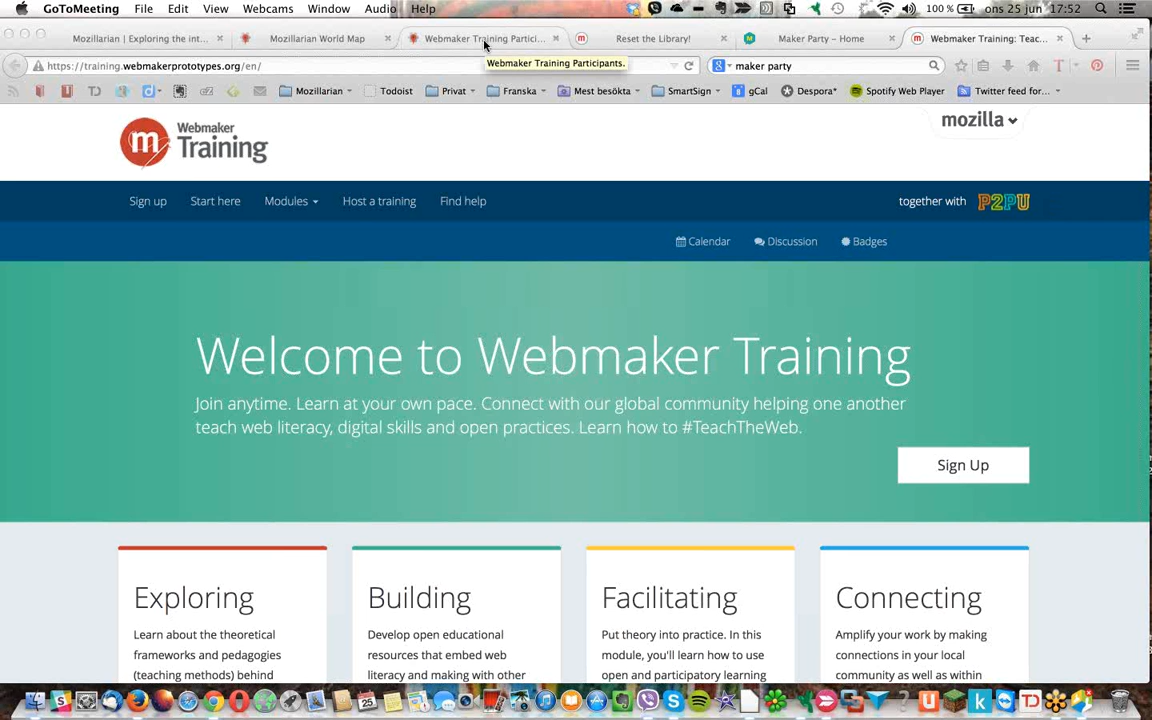 GoToMeeting File Edit View Webcams Window Audio Help 100 % ons 25 jun 17:52
Mozillarian | Exploring the int... Mozillarian World Map Webmaker Training Partici... Reset the Library! Maker Party – Home Webmaker Training: Teac...
https://training.webmakerprototypes.org/en/ maker party
Webmaker Training Participants.
Mozillarian Todoist Privat Franska Mest besökta SmartSign gCal Despora* Spotify Web Player Twitter feed for...
Webmaker
Training
mozilla
Sign up Start here Modules Host a training Find help together with P2PU
Calendar Discussion Badges
Welcome to Webmaker Training
Join anytime. Learn at your own pace. Connect with our global community helping one another
teach web literacy, digital skills and open practices. Learn how to #TeachTheWeb.
Sign Up
Exploring
Learn about the theoretical
frameworks and pedagogies
(teaching methods) behind
Building
Develop open educational
resources that embed web
literacy and making with other
Facilitating
Put theory into practice. In this
module, you'll learn how to use
open and participatory learning
Connecting
Amplify your work by making
connections in your local
community as well as within